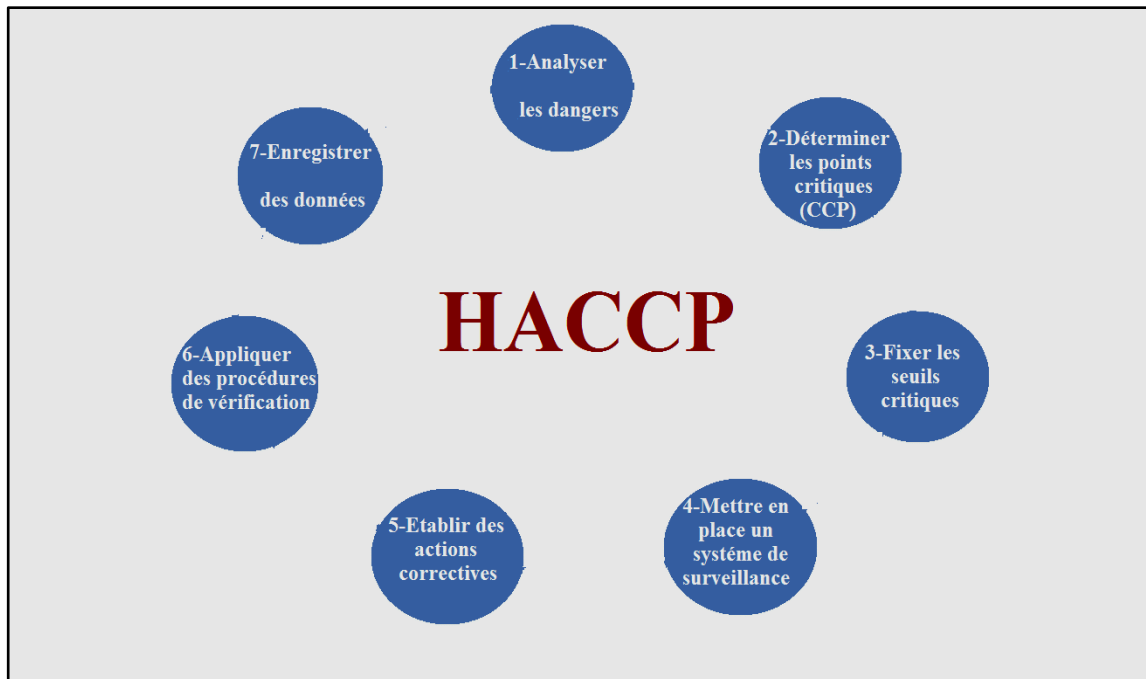 1-Analyser
les dangers
2-Déterminer
les points
critiques
(CCP)
3-Fixer les
seuils
critiques
4-Mettre en
place un
systéme de
surveillance
5-Etablir des
actions
correctives
6-Appliquer
des procédures
de vérification
7-Enregistrer
des données
HACCP